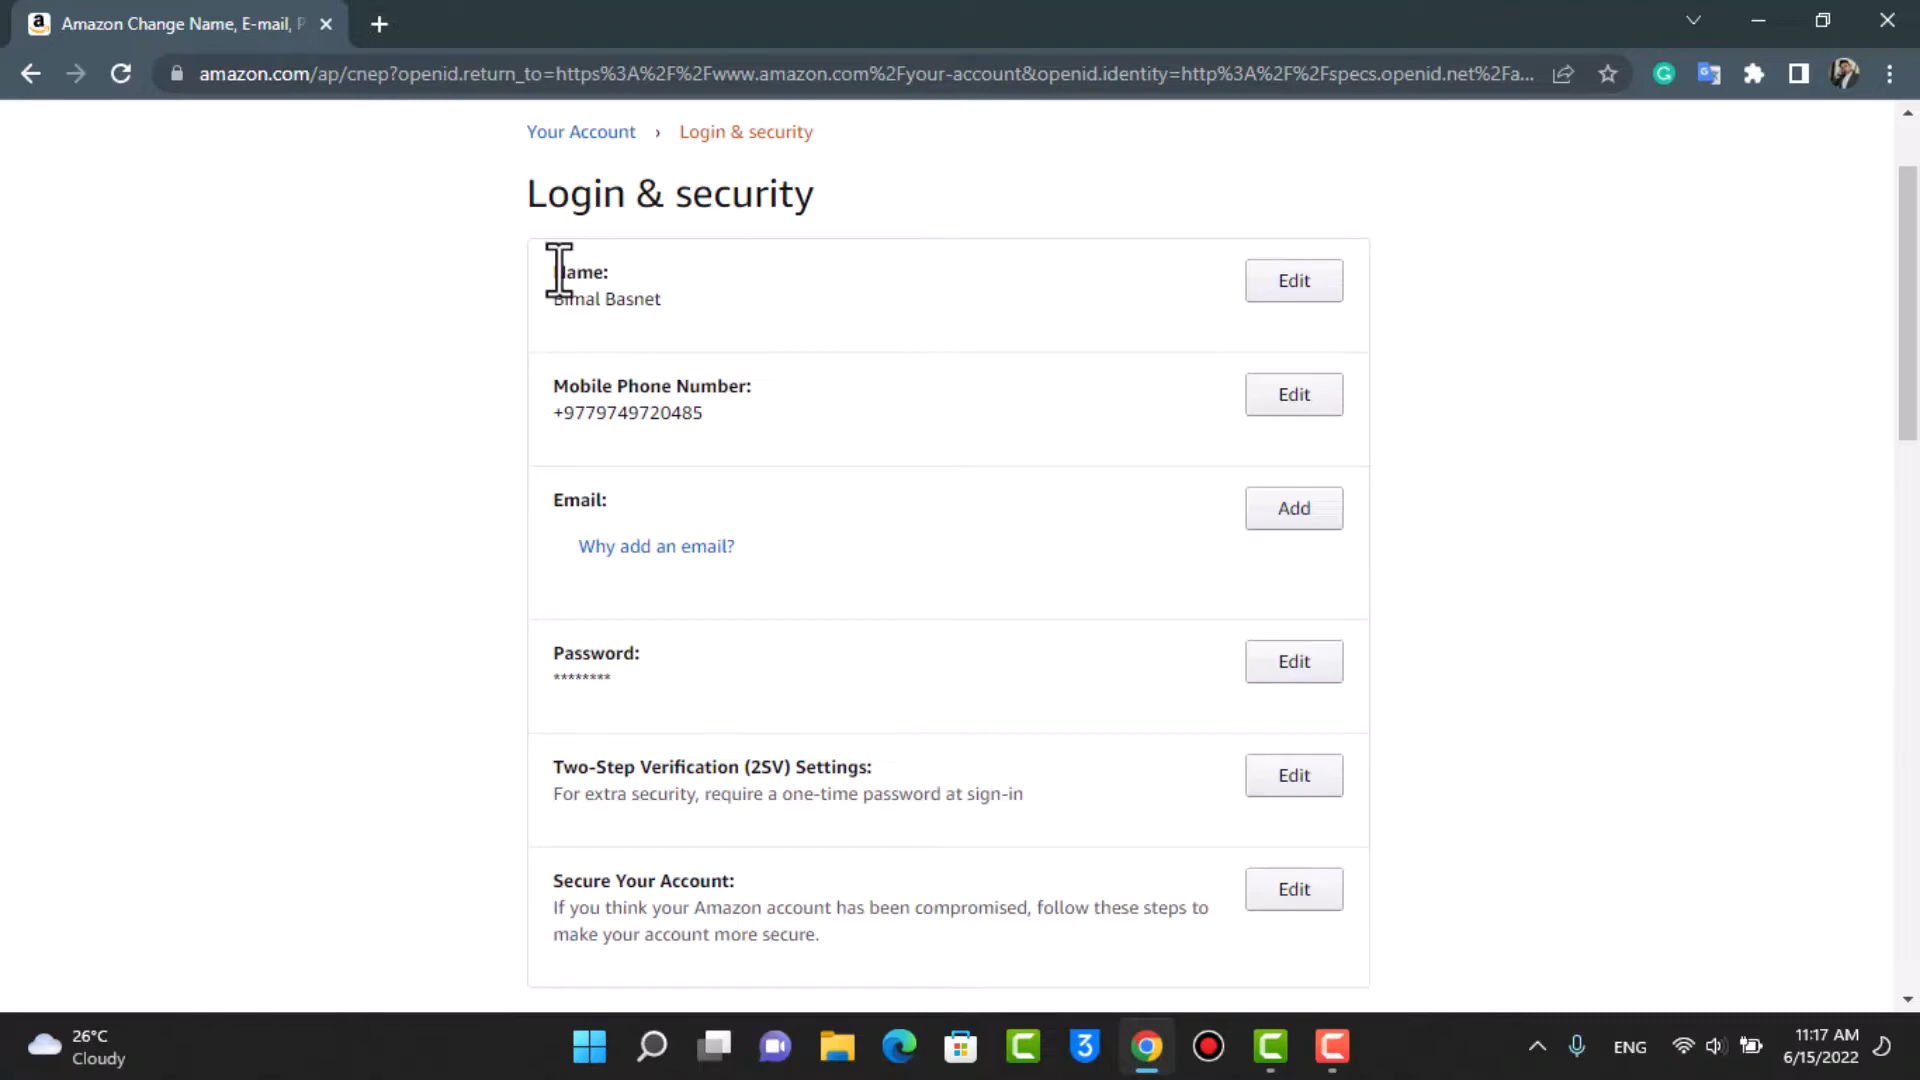 Amazon Change Name, E-mail, P
amazon.com/ap/cnep?openid.return_to=https%3A%2F%2Fwww.amazon.com%2Fyour-account&openid.identity=http%3A%2F%2Fspecs.openid.net%2Fa...
Your Account › Login & security
Login & security
Name:
Bimal Basnet
Edit
Mobile Phone Number:
+9779749720485
Edit
Email:
Add
Why add an email?
Password:
********
Edit
Two-Step Verification (2SV) Settings:
For extra security, require a one-time password at sign-in
Edit
Secure Your Account:
If you think your Amazon account has been compromised, follow these steps to
make your account more secure.
Edit
26°C
Cloudy
3
ENG
11:17 AM
6/15/2022